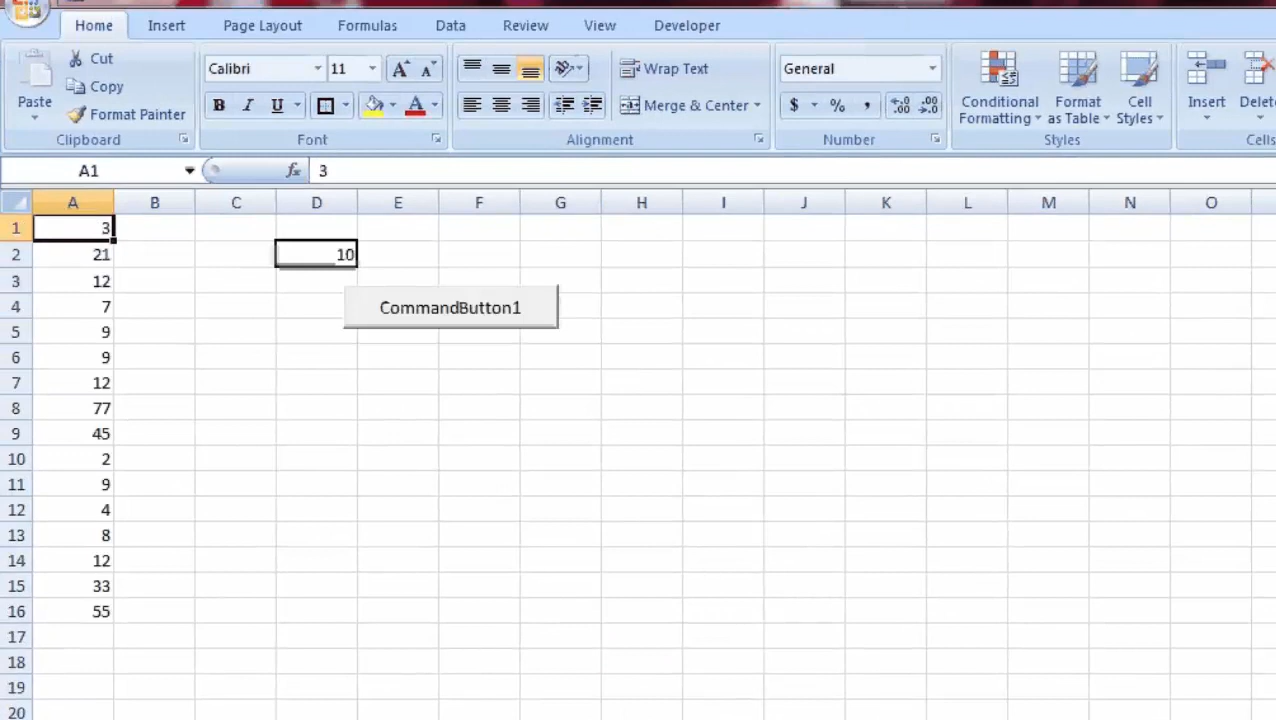 Home Insert Page Layout Formulas Data Review View Developer
Cut
Copy
Format Painter
Paste
Clipboard
Calibri 11
B I U
Font
Wrap Text
Merge & Center
Alignment
General
$ % ,
Number
Conditional Formatting
Format as Table
Cell Styles
Styles
Insert
Delet
Cells
A1 fx 3
A B C D E F G H I J K L M N O
1 3
2 21 10
3 12
4 7 CommandButton1
5 9
6 9
7 12
8 77
9 45
10 2
11 9
12 4
13 8
14 12
15 33
16 55
17
18
19
20